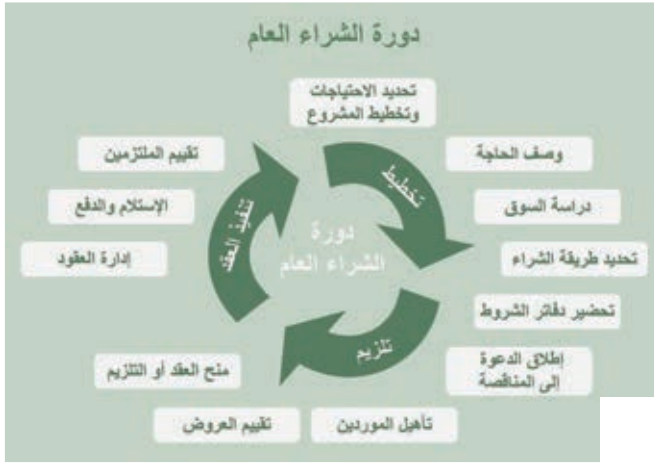 دورة الشراء العام
تحديد الاحتياجات
وتخطيط المشروع
وصف الحاجة
دراسة السوق
تحديد طريقة الشراء
تحضير دفاتر الشروط
إطلاق الدعوة
إلى المناقصة
تأهيل الموردين
تقييم العروض
منح العقد أو التلزيم
إدارة العقود
الإستلام والدفع
تقييم الملتزمين
تخطيط
تلزيم
تنفيذ العقد
دورة
الشراء العام